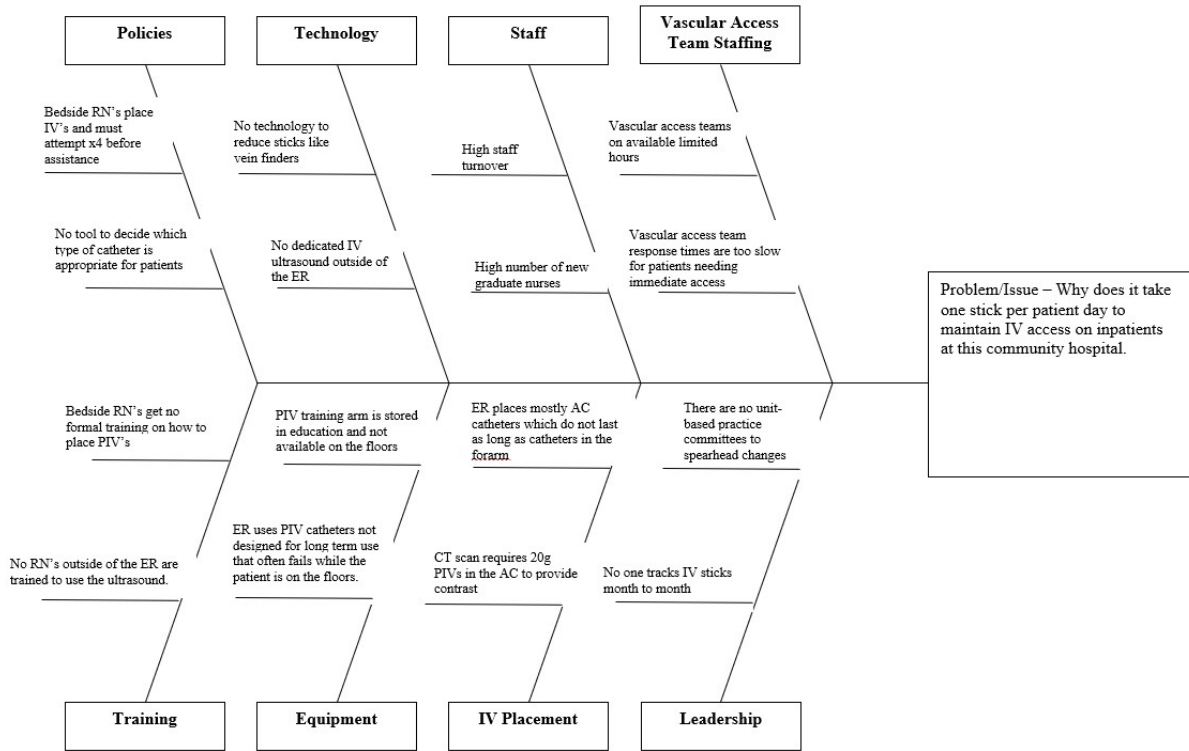 Policies
Technology
Staff
Vascular Access
Team Staffing
Bedside RN's place
IV's and must
attempt x4 before
assistance
No technology to
reduce sticks like
vein finders
High staff
turnover
Vascular access teams
on available limited
hours
No tool to decide which
type of catheter is
appropriate for patients
No dedicated IV
ultrasound outside of
the ER
High number of new
graduate nurses
Vascular access team
response times are too slow
for patients needing
immediate access
Problem/Issue – Why does it take
one stick per patient day to
maintain IV access on inpatients
at this community hospital.
Bedside RN's get no
formal training on how to
place PIV's
PIV training arm is stored
in education and not
available on the floors
ER places mostly AC
catheters which do not last
as long as catheters in the
forarm
There are no unit-
based practice
committees to
spearhead changes
No RN's outside of the ER are
trained to use the ultrasound.
ER uses PIV catheters not
designed for long term use
that often fails while the
patient is on the floors.
CT scan requires 20g
PIVs in the AC to provide
contrast
No one tracks IV sticks
month to month
Training
Equipment
IV Placement
Leadership